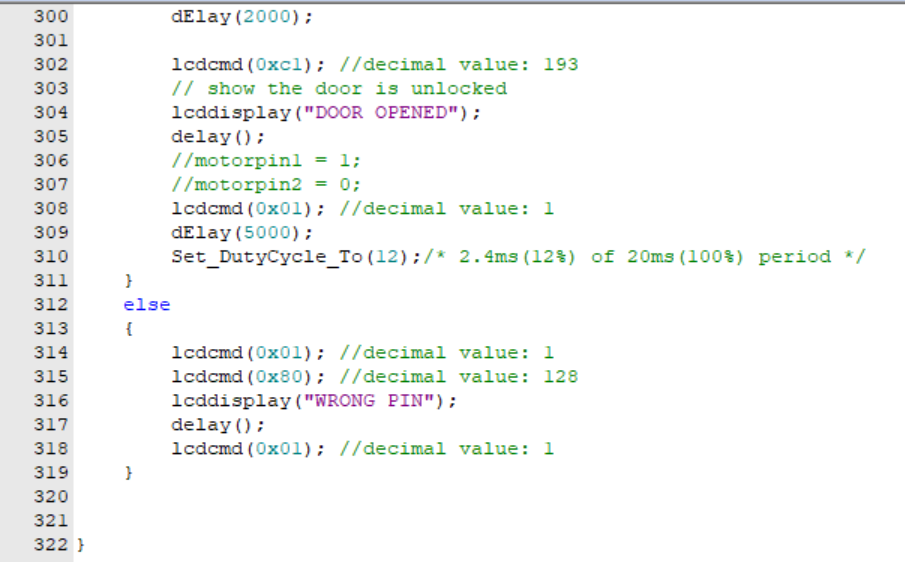 300 dElay(2000);
301
302 lcdcmd(0xc1); //decimal value: 193
303 // show the door is unlocked
304 lcddisplay("DOOR OPENED");
305 delay();
306 //motorpin1 = 1;
307 //motorpin2 = 0;
308 lcdcmd(0x01); //decimal value: 1
309 dElay(5000);
310 Set_DutyCycle_To(12);/* 2.4ms(12%) of 20ms(100%) period */
311 }
312 else
313 {
314 lcdcmd(0x01); //decimal value: 1
315 lcdcmd(0x80); //decimal value: 128
316 lcddisplay("WRONG PIN");
317 delay();
318 lcdcmd(0x01); //decimal value: 1
319 }
320
321
322 }